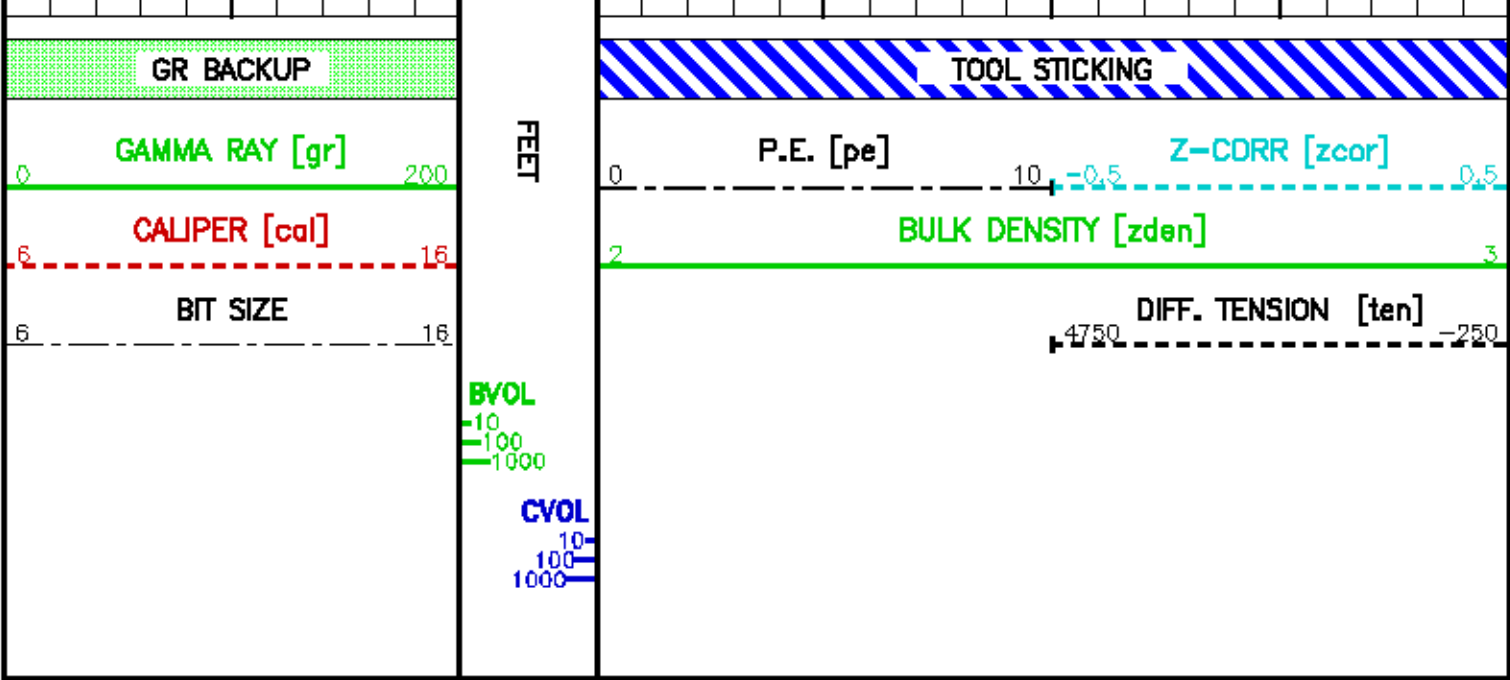 GR BACKUP
GAMMA RAY [gr]
0 200
CALIPER [cal]
6 16
BIT SIZE
6 16
FEET
BVOL
10
100
1000
CVOL
10
100
1000
TOOL STICKING
P.E. [pe]
0 10
Z-CORR [zcor]
-0.5 0.5
BULK DENSITY [zden]
2 3
DIFF. TENSION [ten]
4750 -250